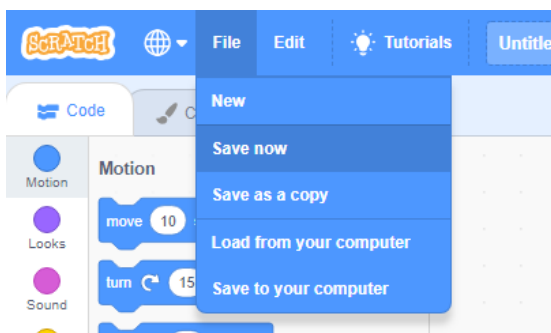 SCRATCH File Edit Tutorials Untitle
Code C
New
Save now
Save as a copy
Load from your computer
Save to your computer
Motion
Motion
Looks
Sound
move 10
turn 15